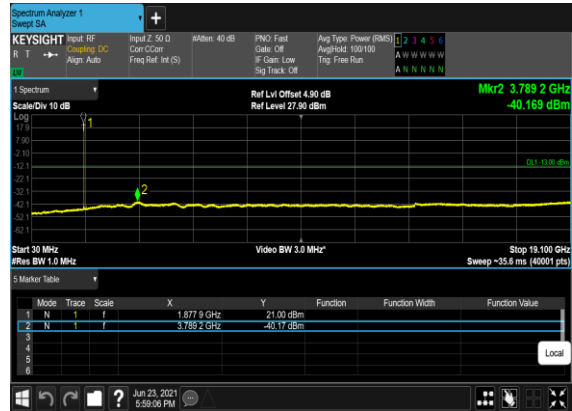 Spectrum Analyzer 1
Swept SA
KEYSIGHT Input: RF Input Z: 50 Ω #Atten: 40 dB PNO: Fast Avg Type: Power (RMS) 1 2 3 4 5 6
R T Coupling: DC Corr CCorr Gate: Off Avg|Hold: 100/100 A W W W W W
Align: Auto Freq Ref: Int (S) IF Gain: Low Trig: Free Run
LW Sig Track: Off A N N N N N
1 Spectrum Ref Lvl Offset 4.90 dB Mkr2 3.789 2 GHz
Scale/Div 10 dB Ref Level 27.90 dBm -40.169 dBm
Log
17.9
7.90
-2.10
-12.1
-22.1
-32.1
-42.1
-52.1
-62.1
1
2
DL1 -13.00 dBm
Start 30 MHz Video BW 3.0 MHz* Stop 19.100 GHz
#Res BW 1.0 MHz Sweep ~35.6 ms (40001 pts)
5 Marker Table
Mode Trace Scale X Y Function Function Width Function Value
1 N 1 f 1.877 9 GHz 21.00 dBm
2 N 1 f 3.789 2 GHz -40.17 dBm
3
4
5
6
Local
? Jun 23, 2021
5:59:06 PM